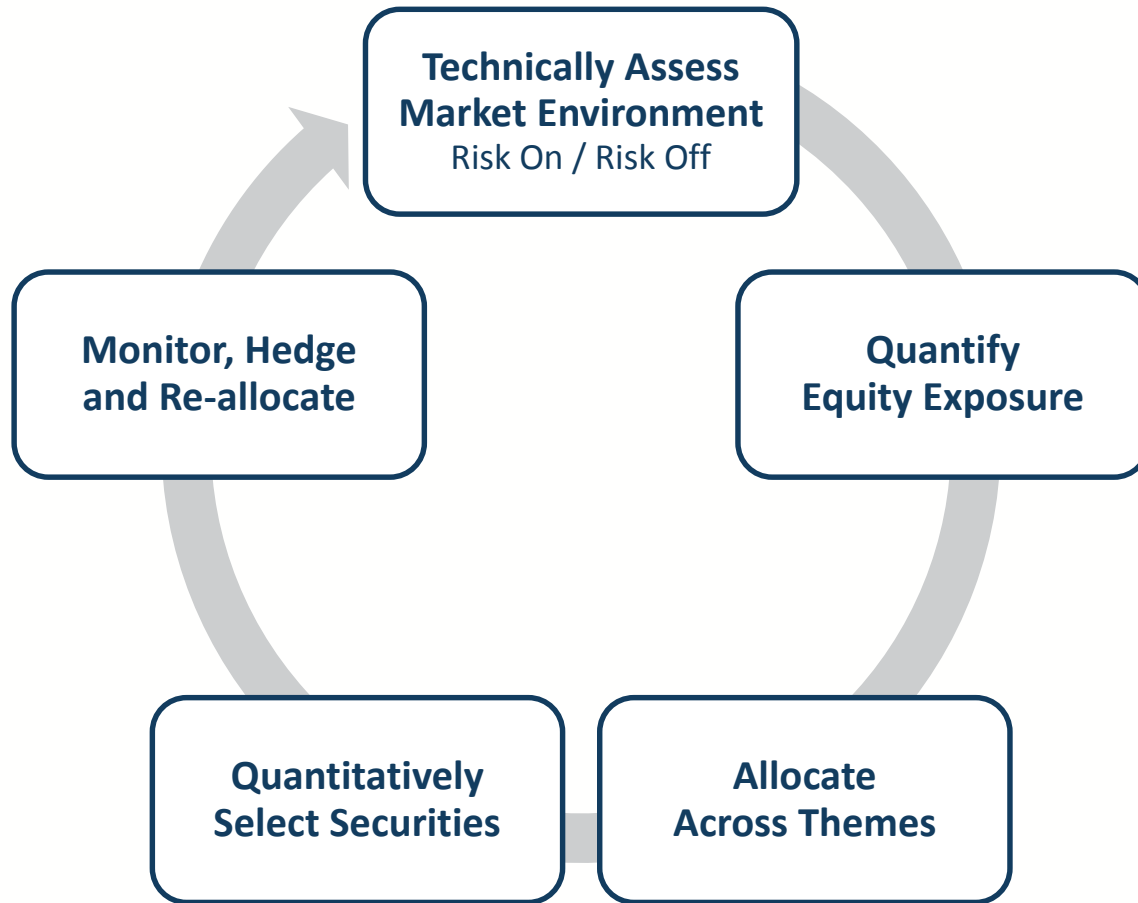 Technically Assess
Market Environment
Risk On / Risk Off
Quantify
Equity Exposure
Allocate
Across Themes
Quantitatively
Select Securities
Monitor, Hedge
and Re-allocate